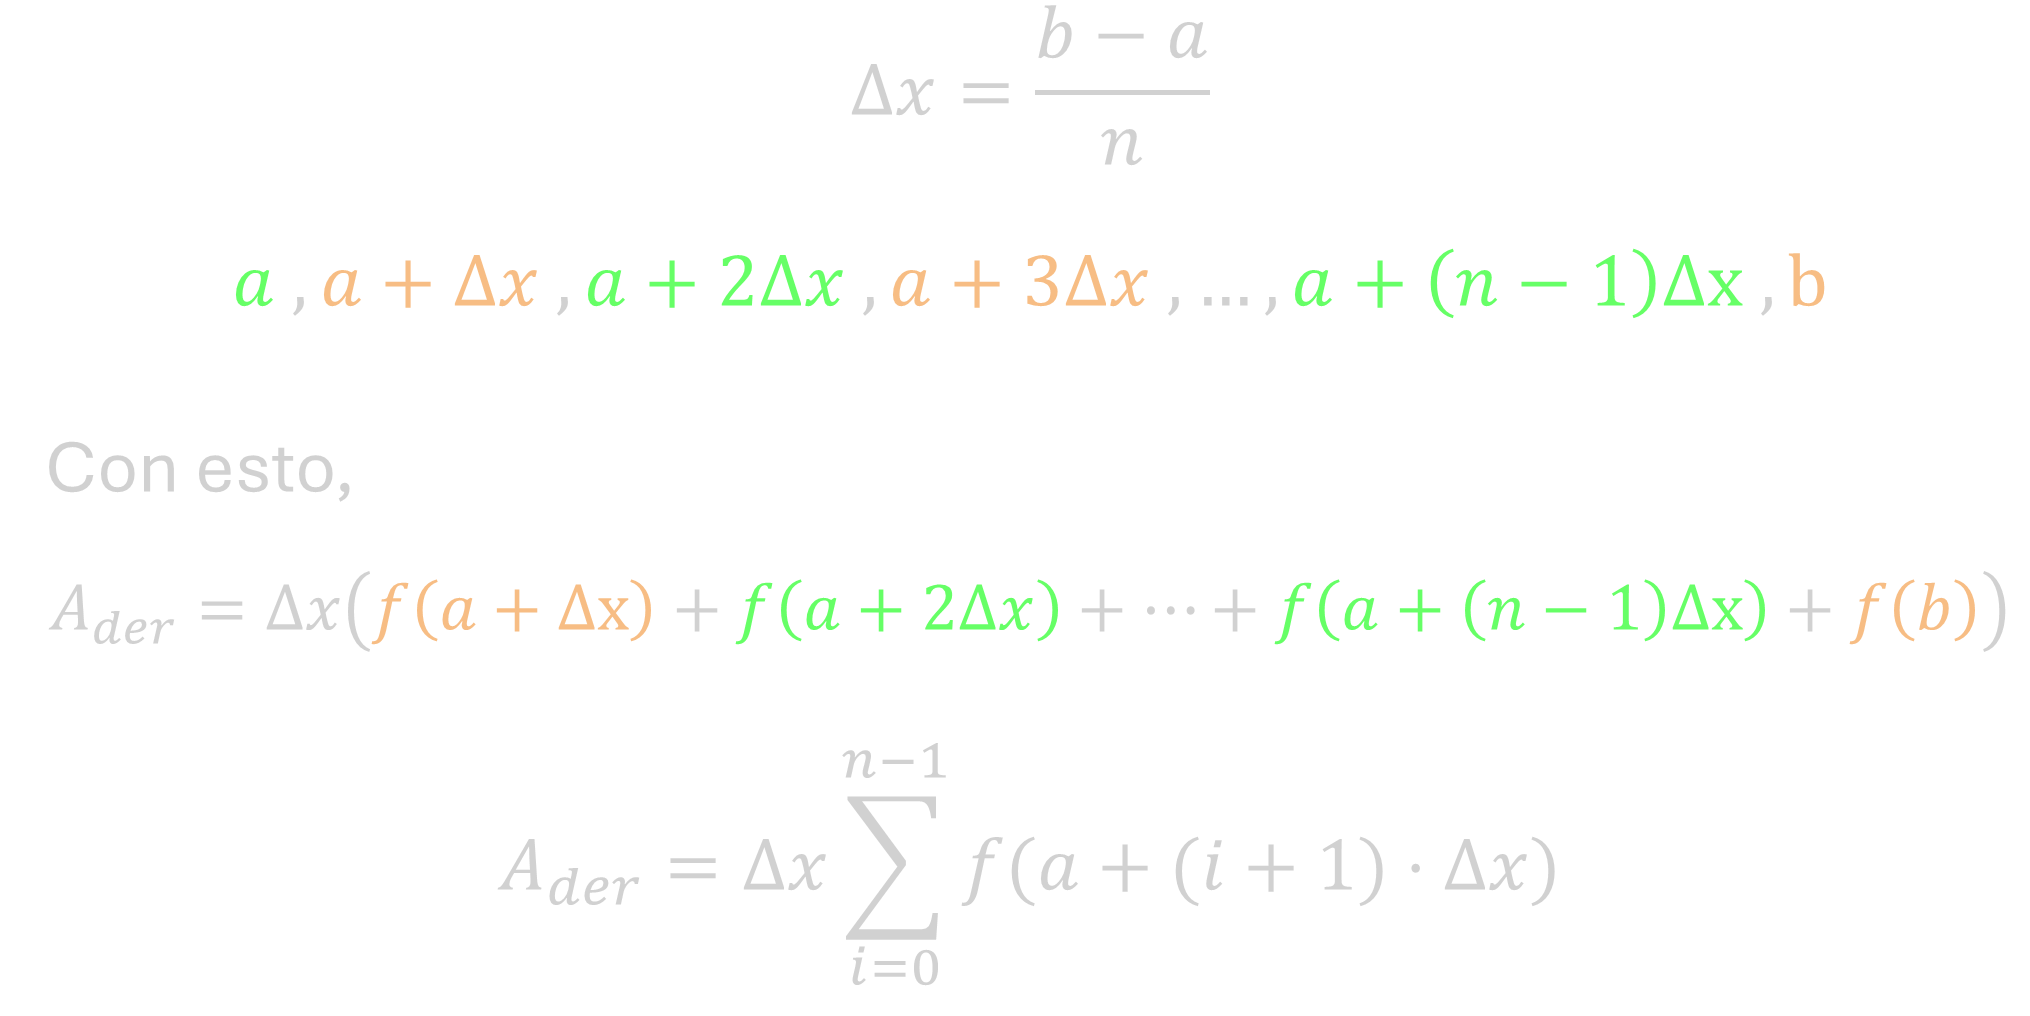 Δx = (b − a)/n
a , a + Δx , a + 2Δx , a + 3Δx , … , a + (n − 1)Δx , b
Con esto,
A_der = Δx(f(a + Δx) + f(a + 2Δx) + ⋯ + f(a + (n − 1)Δx) + f(b))
A_der = Δx ∑_{i=0}^{n−1} f(a + (i + 1) · Δx)